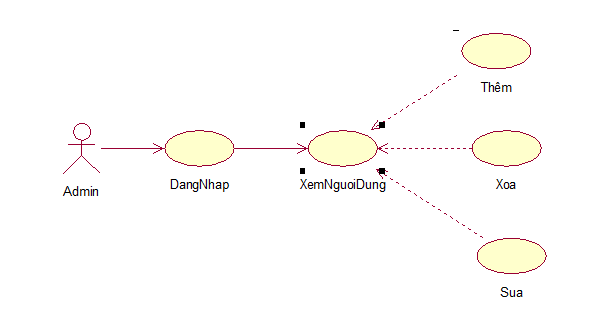 Thêm
Admin
DangNhap
XemNguoiDung
Xoa
Sua